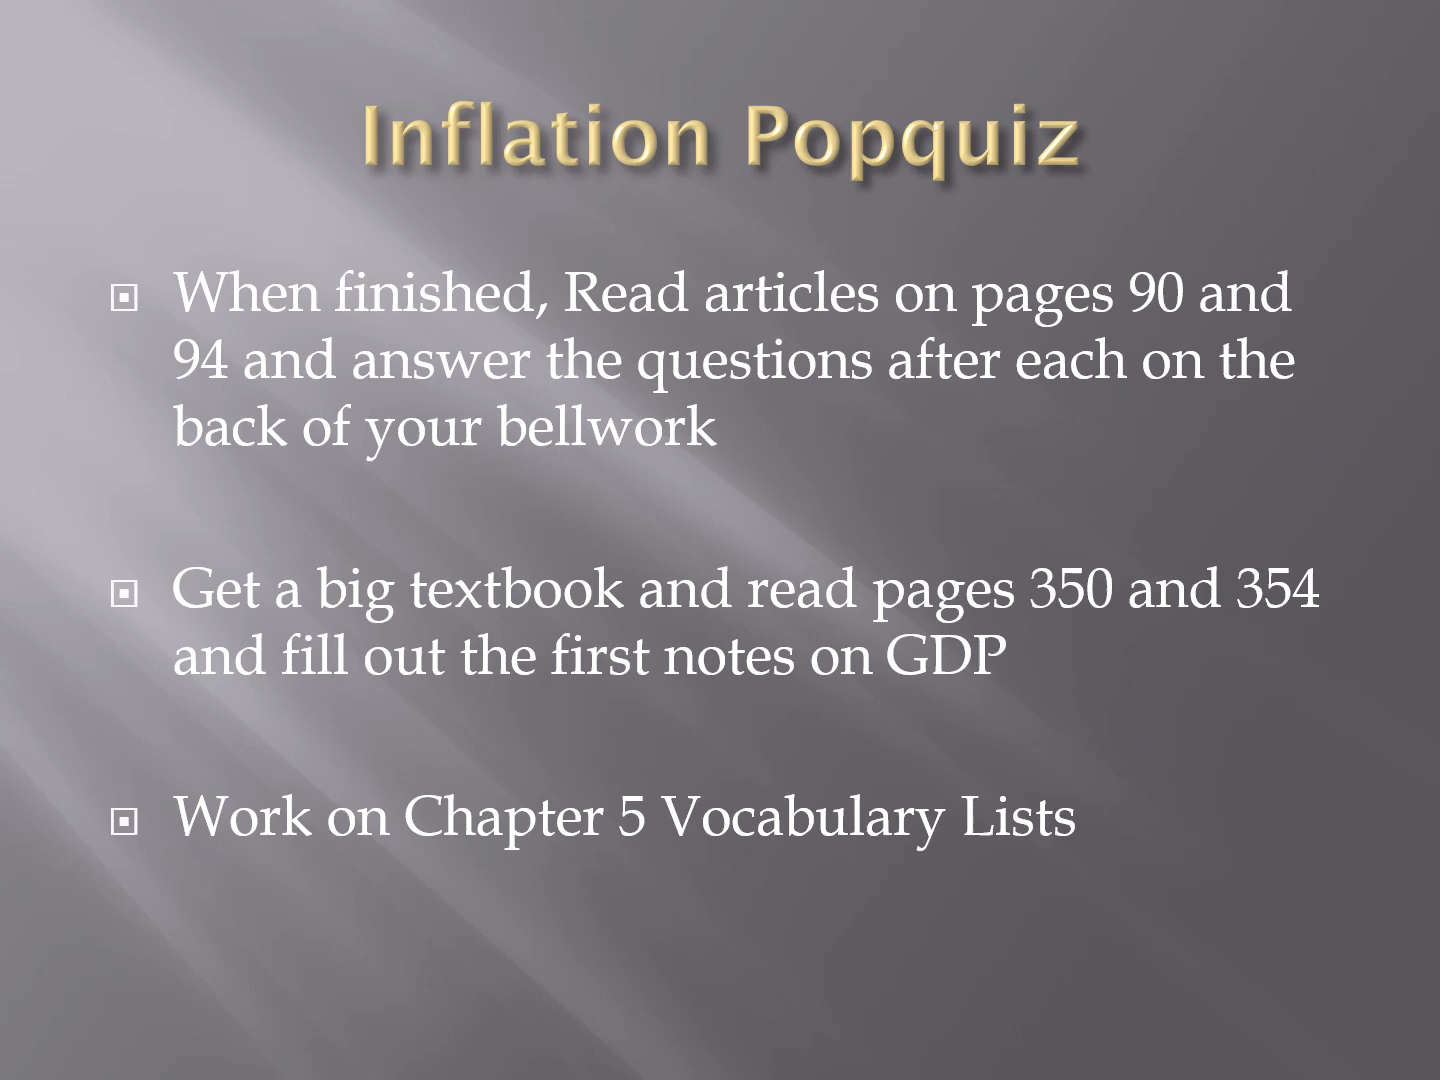 Inflation Popquiz
When finished, Read articles on pages 90 and
94 and answer the questions after each on the
back of your bellwork
Get a big textbook and read pages 350 and 354
and fill out the first notes on GDP
Work on Chapter 5 Vocabulary Lists